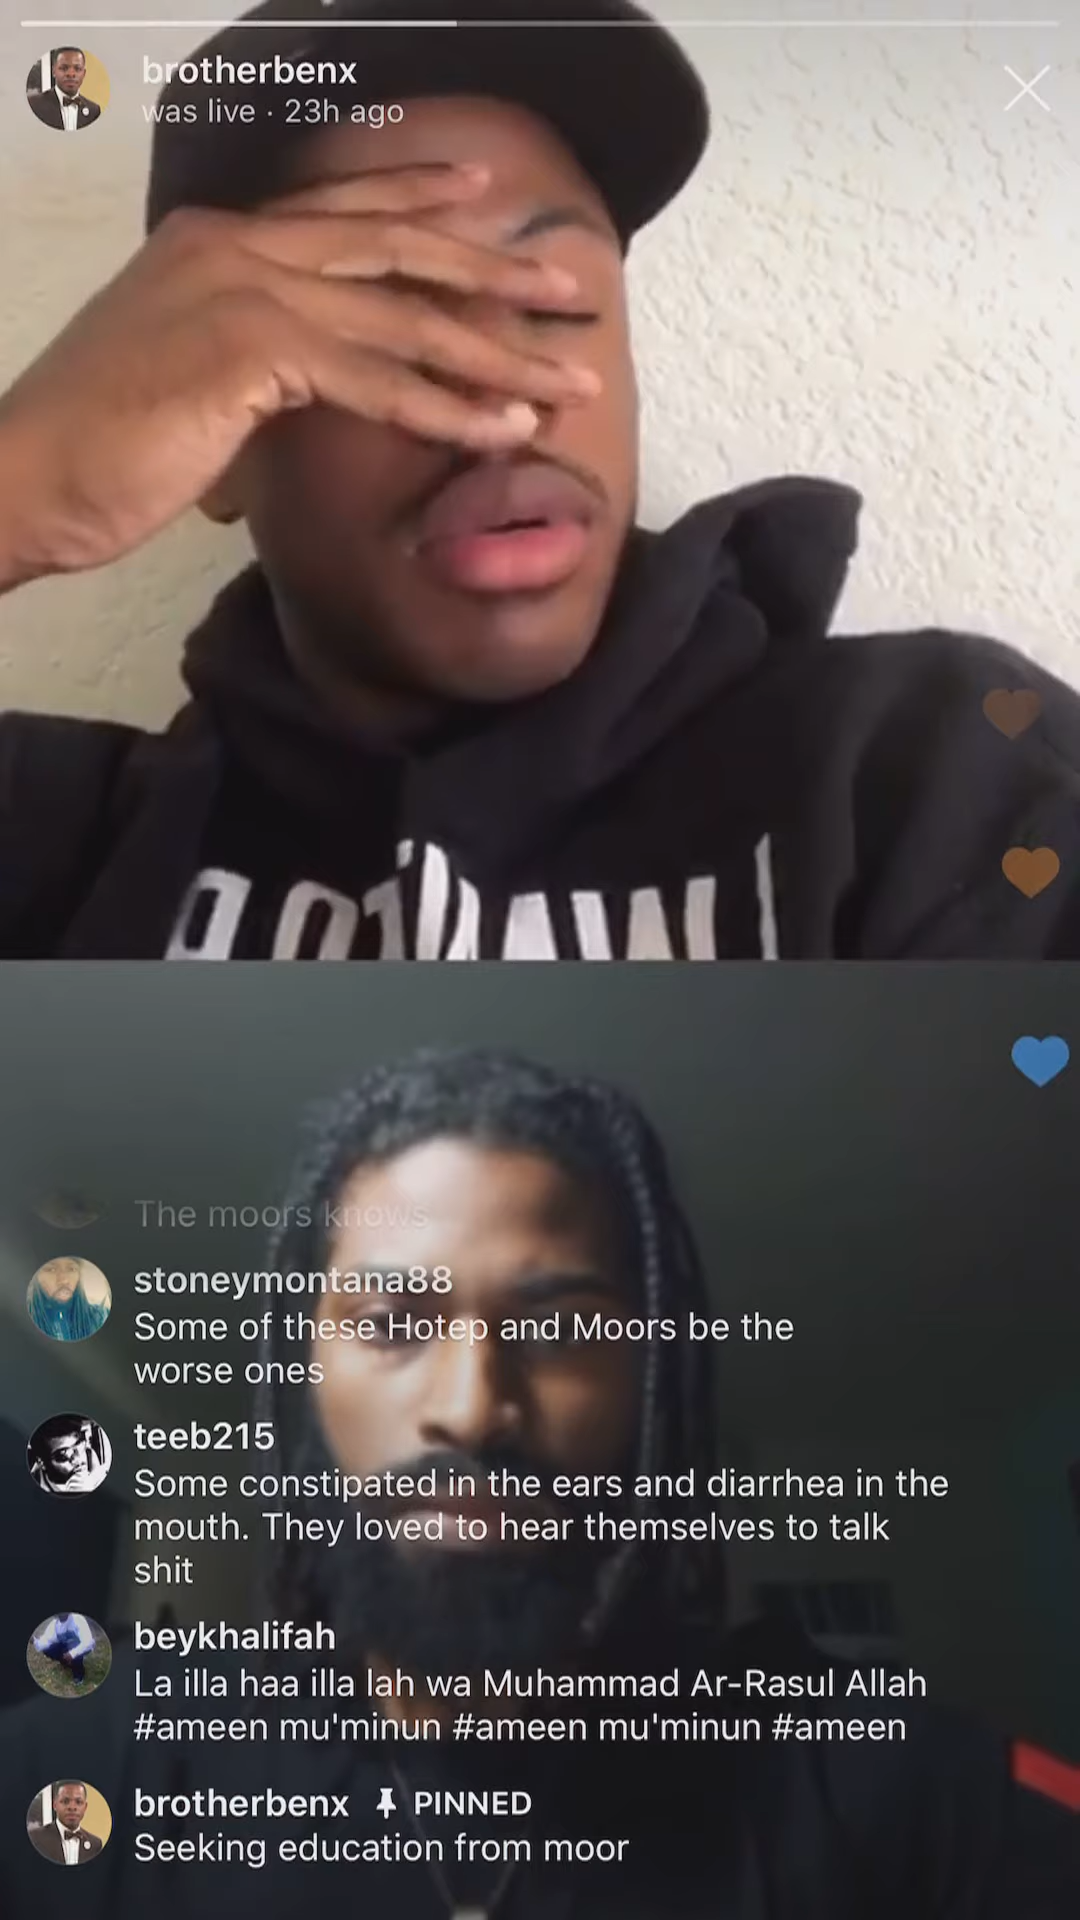 brotherbenx
was live · 23h ago
The moors knows
stoneymontana88
Some of these Hotep and Moors be the
worse ones
teeb215
Some constipated in the ears and diarrhea in the
mouth. They loved to hear themselves to talk
shit
beykhalifah
La illa haa illa lah wa Muhammad Ar-Rasul Allah
#ameen mu'minun #ameen mu'minun #ameen
brotherbenx PINNED
Seeking education from moor